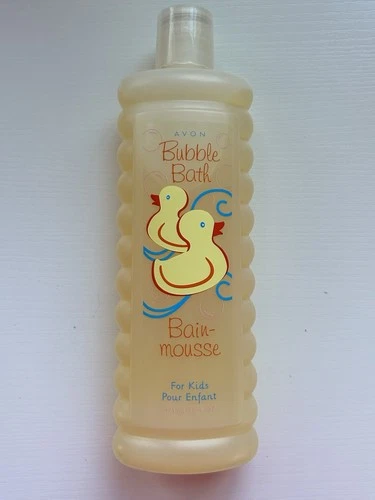 AVON
Bubble
Bath
Bain-
mousse
For Kids
Pour Enfant